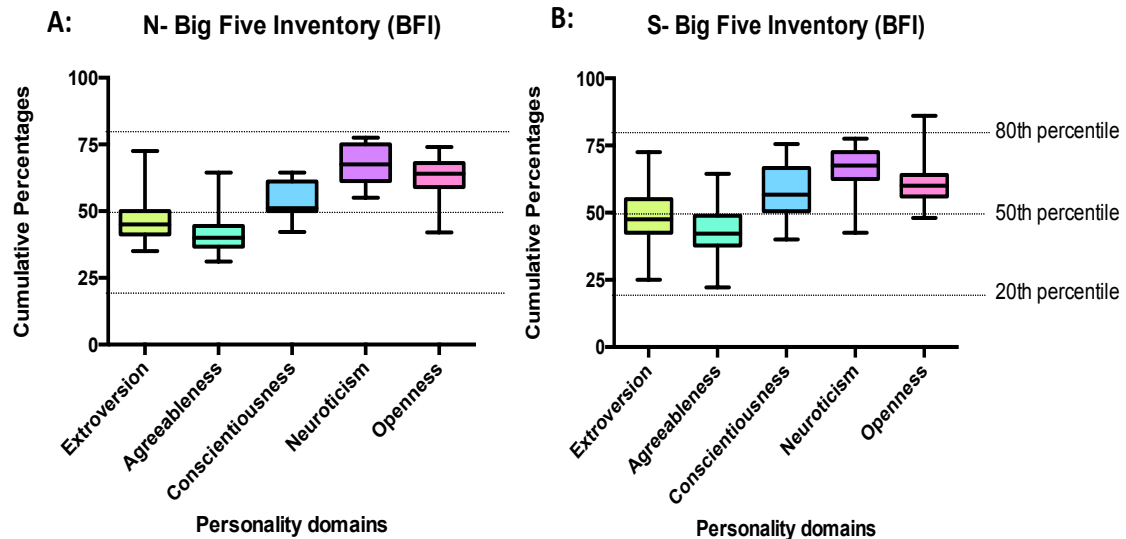 A:
N- Big Five Inventory (BFI)
Cumulative Percentages
100
75
50
25
0
Extroversion
Agreeableness
Conscientiousness
Neuroticism
Openness
Personality domains
B:
S- Big Five Inventory (BFI)
Cumulative Percentages
100
75
50
25
0
80th percentile
50th percentile
20th percentile
Extroversion
Agreeableness
Conscientiousness
Neuroticism
Openness
Personality domains